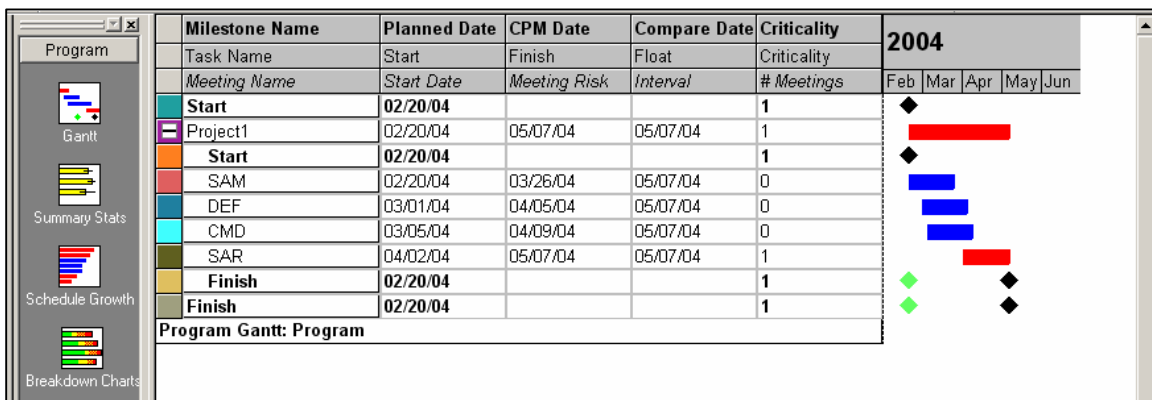 Program
Gantt
Summary Stats
Schedule Growth
Breakdown Charts
Milestone Name Planned Date CPM Date Compare Date Criticality
Task Name Start Finish Float Criticality
Meeting Name Start Date Meeting Risk Interval # Meetings
2004
Feb Mar Apr May Jun
Start 02/20/04 1
Project1 02/20/04 05/07/04 05/07/04 1
Start 02/20/04 1
SAM 02/20/04 03/26/04 05/07/04 0
DEF 03/01/04 04/05/04 05/07/04 0
CMD 03/05/04 04/09/04 05/07/04 0
SAR 04/02/04 05/07/04 05/07/04 1
Finish 02/20/04 1
Finish 02/20/04 1
Program Gantt: Program